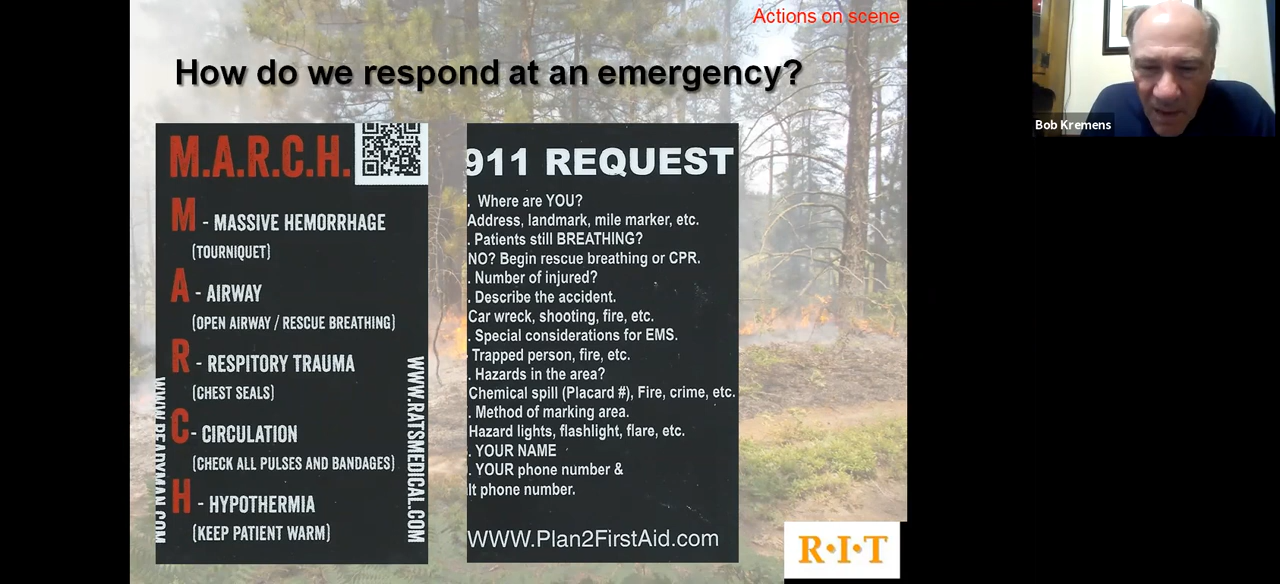 Actions on scene
How do we respond at an emergency?
M.A.R.C.H.
M - MASSIVE HEMORRHAGE
(TOURNIQUET)
A - AIRWAY
(OPEN AIRWAY / RESCUE BREATHING)
R - RESPITORY TRAUMA
(CHEST SEALS)
C - CIRCULATION
(CHECK ALL PULSES AND BANDAGES)
H - HYPOTHERMIA
(KEEP PATIENT WARM)
WWW.READYMAN.COM
WWW.RATSMEDICAL.COM
911 REQUEST
. Where are YOU?
Address, landmark, mile marker, etc.
. Patients still BREATHING?
NO? Begin rescue breathing or CPR.
. Number of injured?
. Describe the accident.
Car wreck, shooting, fire, etc.
. Special considerations for EMS.
Trapped person, fire, etc.
. Hazards in the area?
Chemical spill (Placard #), Fire, crime, etc.
. Method of marking area.
Hazard lights, flashlight, flare, etc.
. YOUR NAME
. YOUR phone number &
lt phone number.
WWW.Plan2FirstAid.com
R·I·T
Bob Kremens